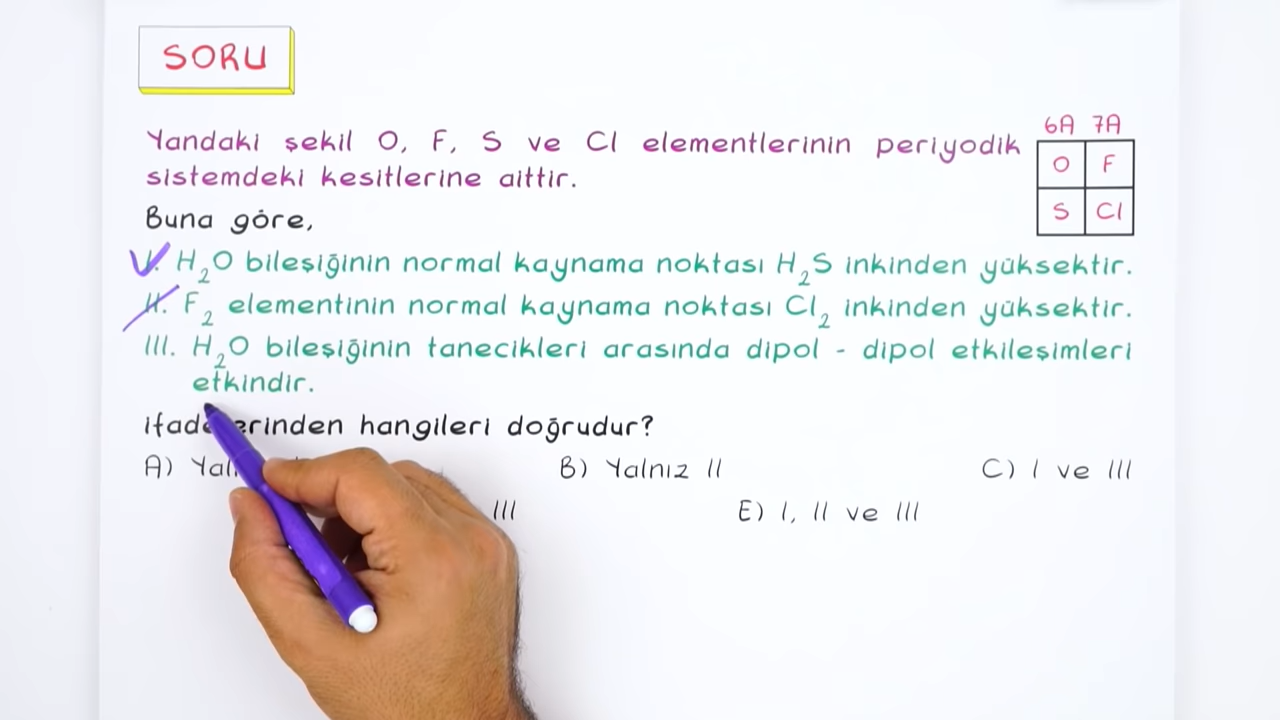 SORU
6A 7A
O F
S Cl
Yandaki şekil O, F, S ve Cl elementlerinin periyodik
sistemdeki kesitlerine aittir.
Buna göre,
I. H₂O bileşiğinin normal kaynama noktası H₂S inkinden yüksektir.
II. F₂ elementinin normal kaynama noktası Cl₂ inkinden yüksektir.
III. H₂O bileşiğinin tanecikleri arasında dipol - dipol etkileşimleri
etkindir.
hangileri doğrudur?
A) B) Yalnız II C) I ve III
III E) I, II ve III